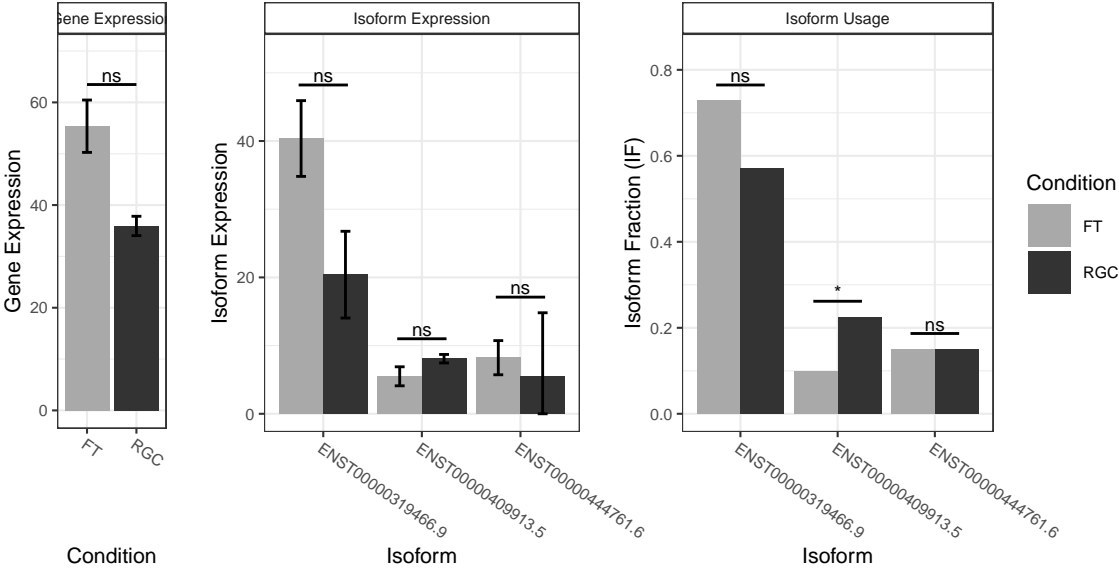 Gene Expression
ns
60
40
20
0
Gene Expression
FT
RGC
Condition
Isoform Expression
ns
ns
ns
40
20
0
Isoform Expression
ENST00000319466.9
ENST00000409913.5
ENST00000444761.6
Isoform
Isoform Usage
ns
*
ns
0.8
0.6
0.4
0.2
0.0
Isoform Fraction (IF)
ENST00000319466.9
ENST00000409913.5
ENST00000444761.6
Isoform
Condition
FT
RGC